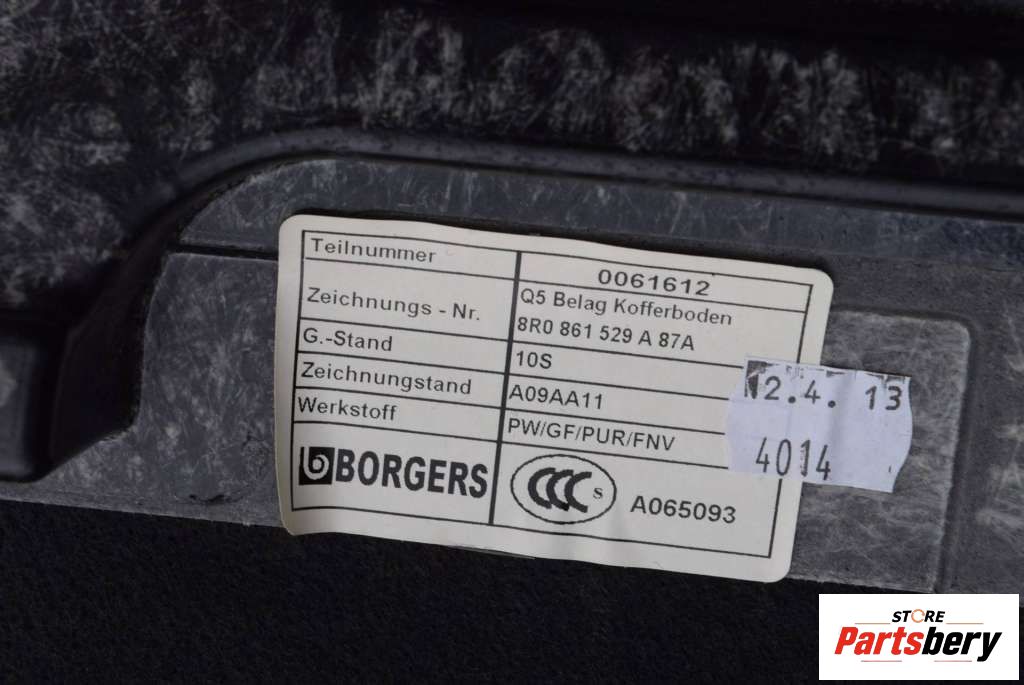 Teilnummer 0061612
Zeichnungs - Nr. Q5 Belag Kofferboden
8R0 861 529 A 87A
G.-Stand 10S
Zeichnungstand A09AA11
Werkstoff PW/GF/PUR/FNV
BORGERS CCC S A065093
2.4. 13
4014
STORE
Partsbery